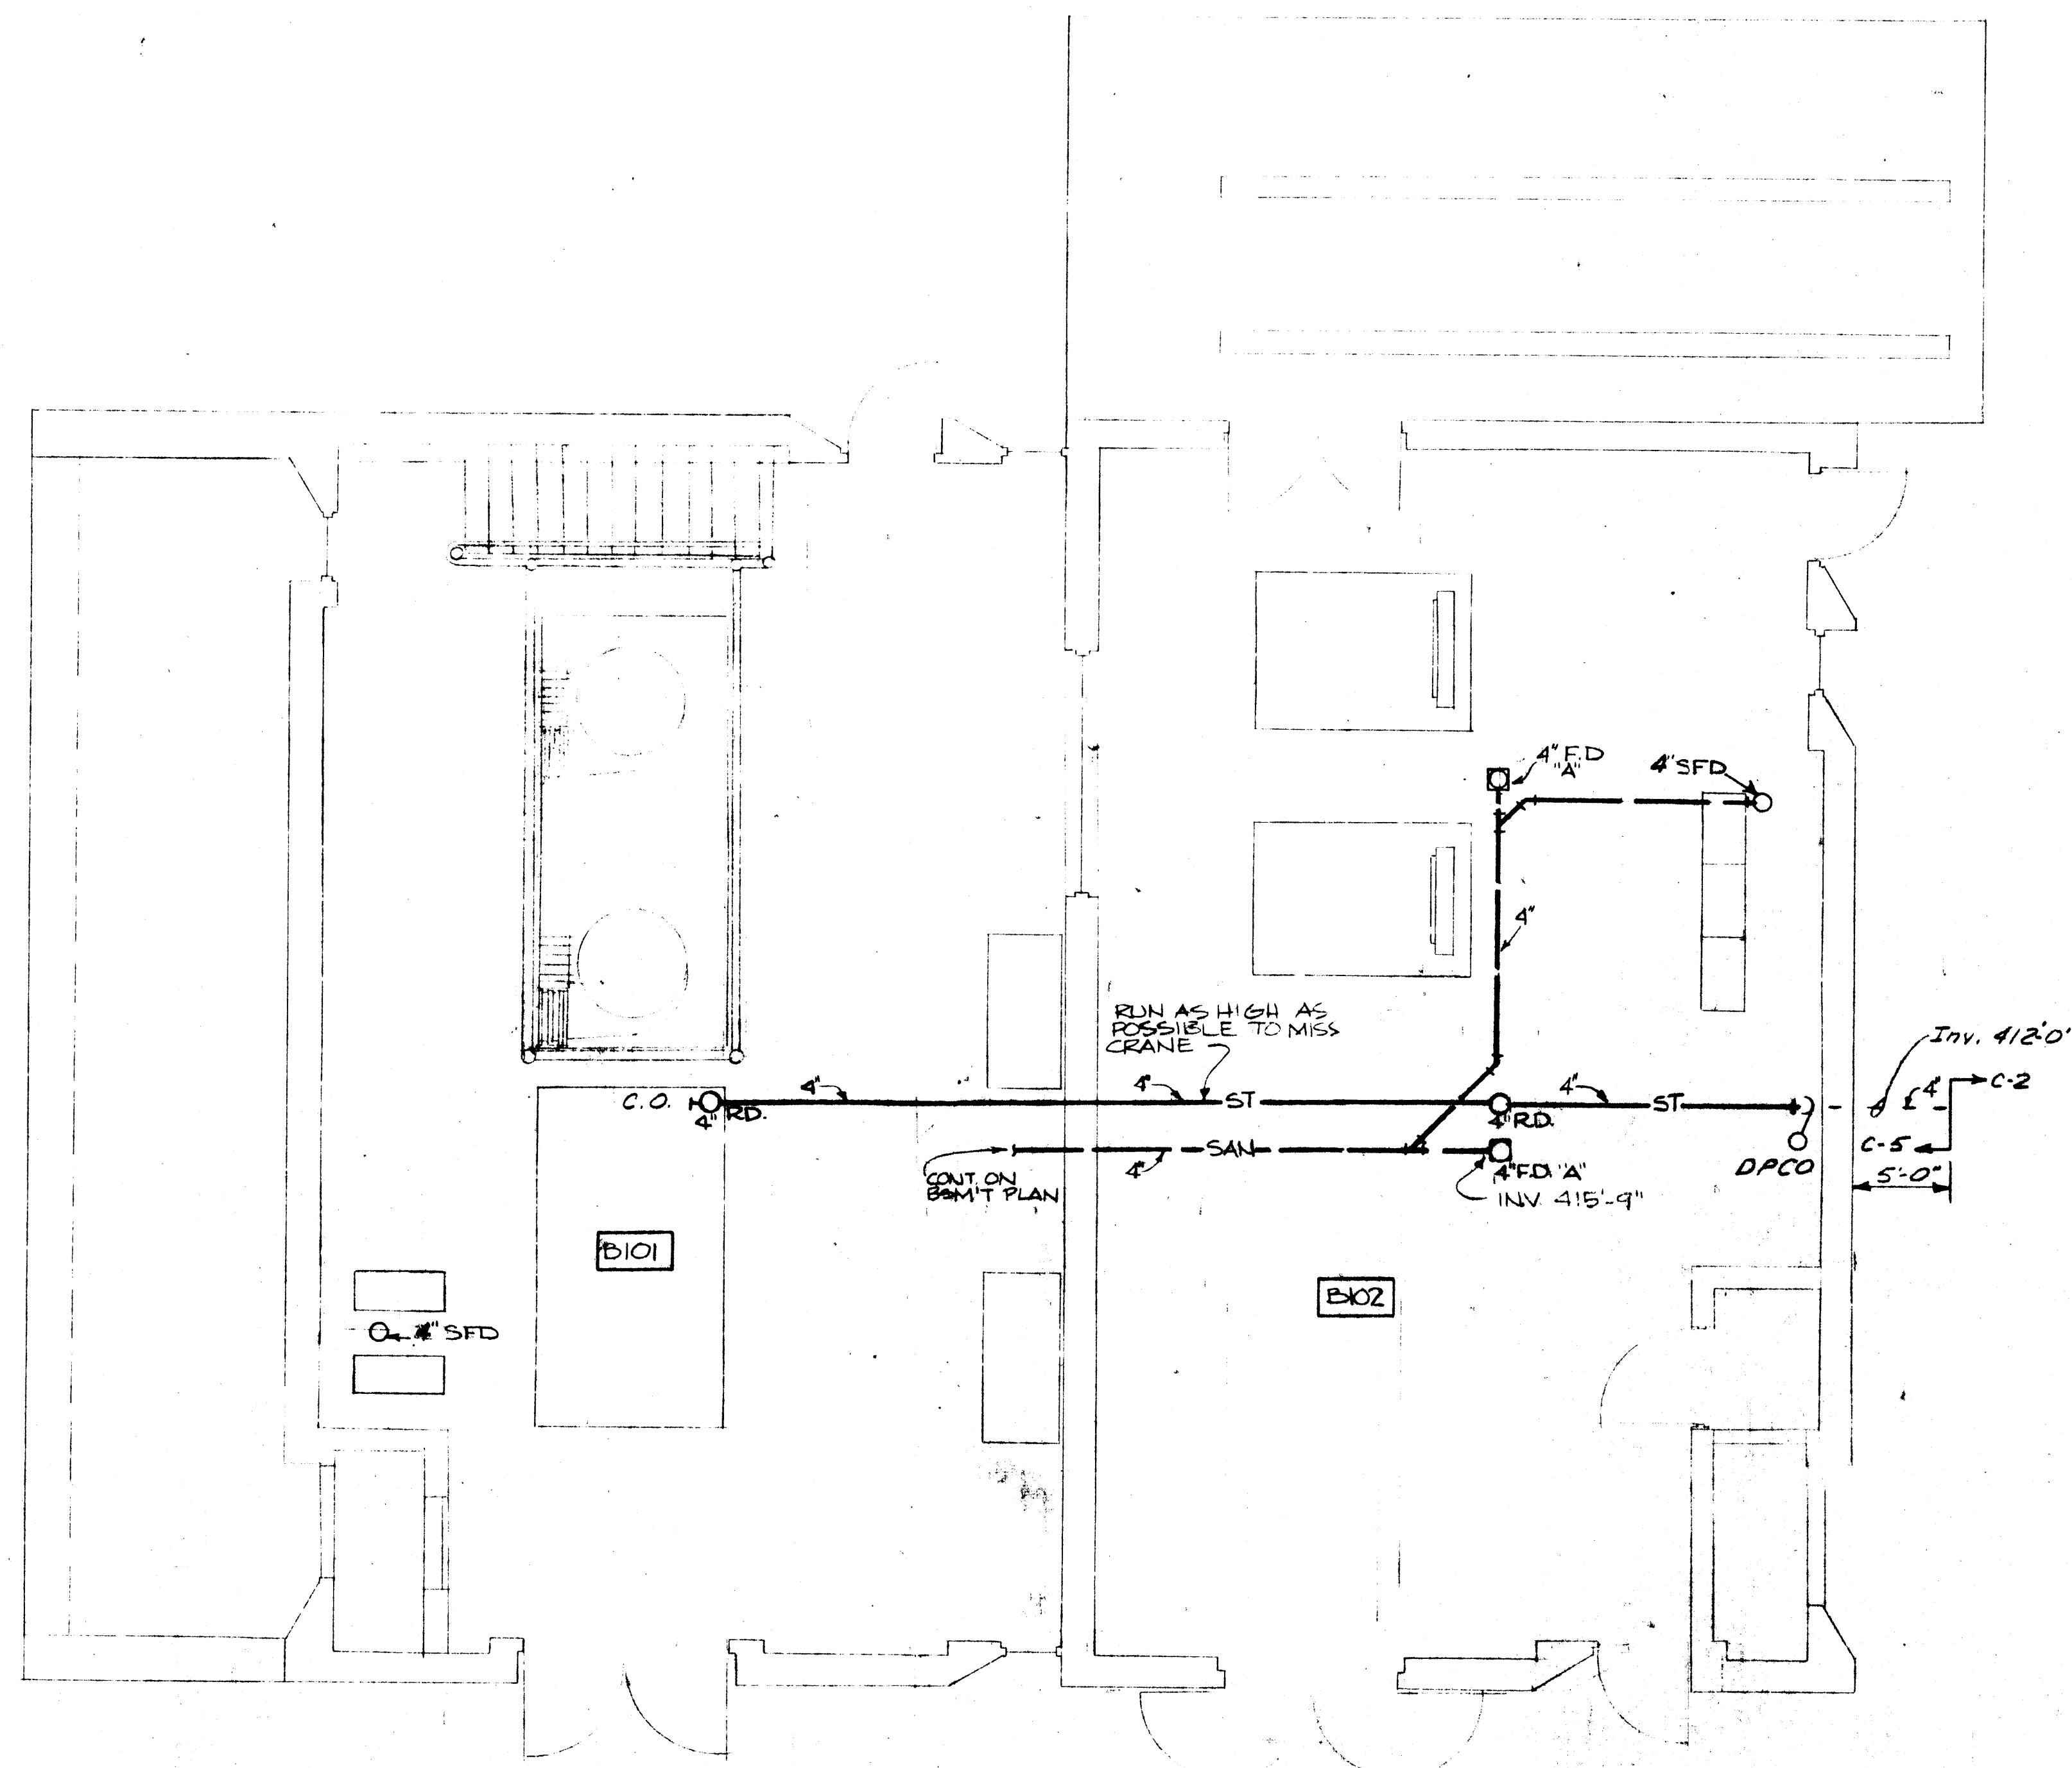 4" F.D
"A"
4" SFD
4"
RUN AS HIGH AS
POSSIBLE TO MISS
CRANE
Inv. 412'-0"
C.O.
4" RD.
4"
4"
ST
4" R.D.
4"
ST
4"
C-2
C-5
DPCO
5'-0"
CONT. ON
BSM'T PLAN
4"
SAN
4" F.D. "A"
INV. 415'-9"
B101
B102
SFD